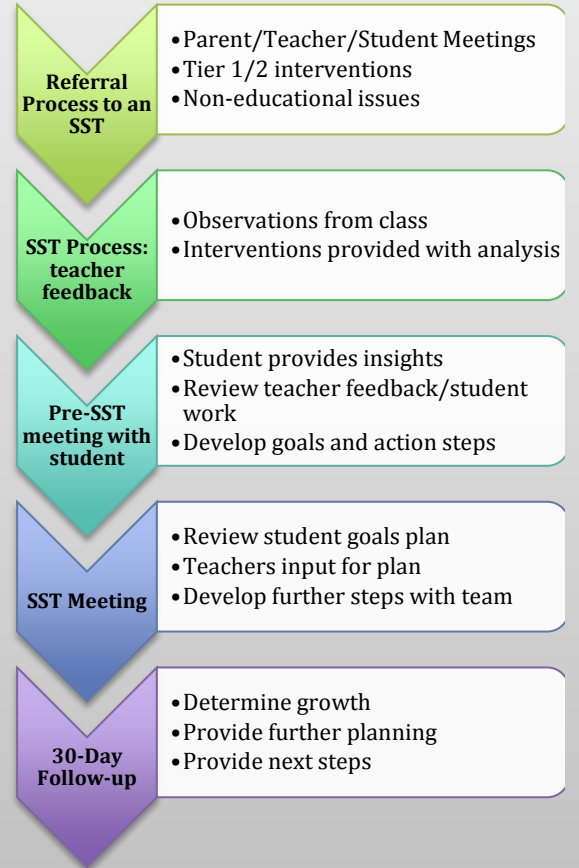 Referral
Process to an
SST
•Parent/Teacher/Student Meetings
•Tier 1/2 interventions
•Non-educational issues
SST Process:
teacher
feedback
•Observations from class
•Interventions provided with analysis
Pre-SST
meeting with
student
•Student provides insights
•Review teacher feedback/student
work
•Develop goals and action steps
SST Meeting
•Review student goals plan
•Teachers input for plan
•Develop further steps with team
30-Day
Follow-up
•Determine growth
•Provide further planning
•Provide next steps